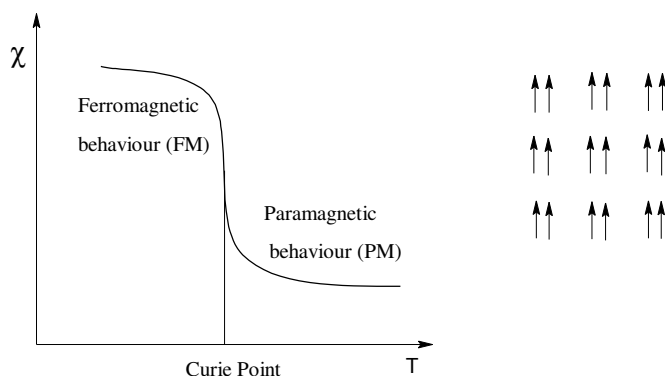 χ
Ferromagnetic
behaviour (FM)
Paramagnetic
behaviour (PM)
Curie Point
T